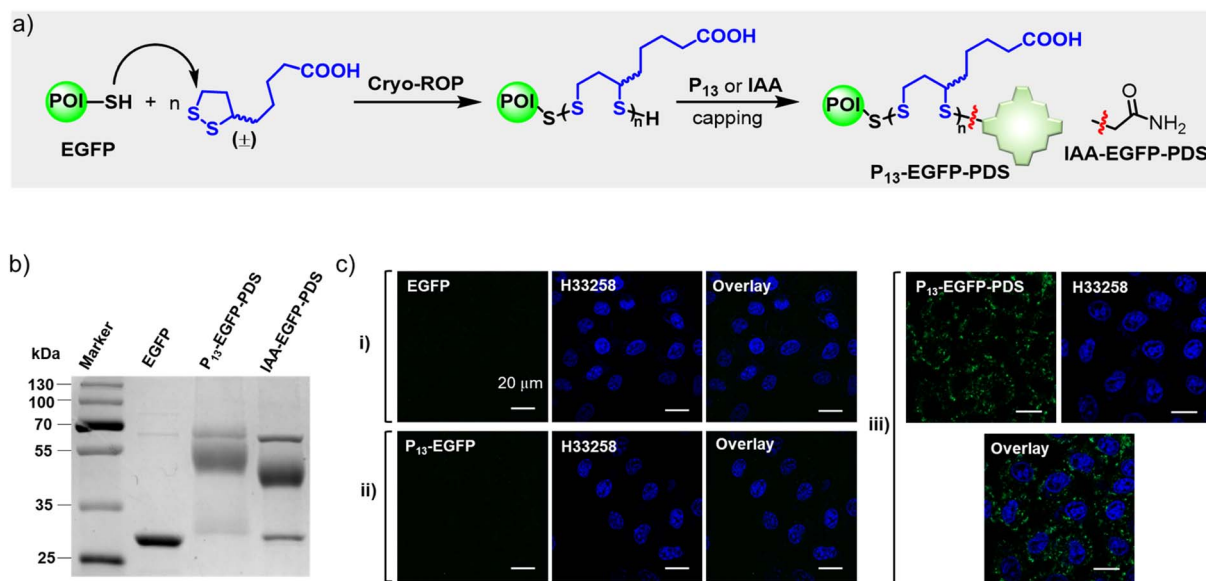 a)
POI
SH
+ n
S
S
(±)
COOH
EGFP
Cryo-ROP
POI
S
S
S
n
H
COOH
P13 or IAA
capping
POI
S
S
S
n
COOH
P13-EGFP-PDS
O
NH2
IAA-EGFP-PDS
b)
kDa
Marker
EGFP
P13-EGFP-PDS
IAA-EGFP-PDS
130
100
70
55
35
25
c)
i)
EGFP
20 μm
H33258
Overlay
ii)
P13-EGFP
H33258
Overlay
iii)
P13-EGFP-PDS
H33258
Overlay